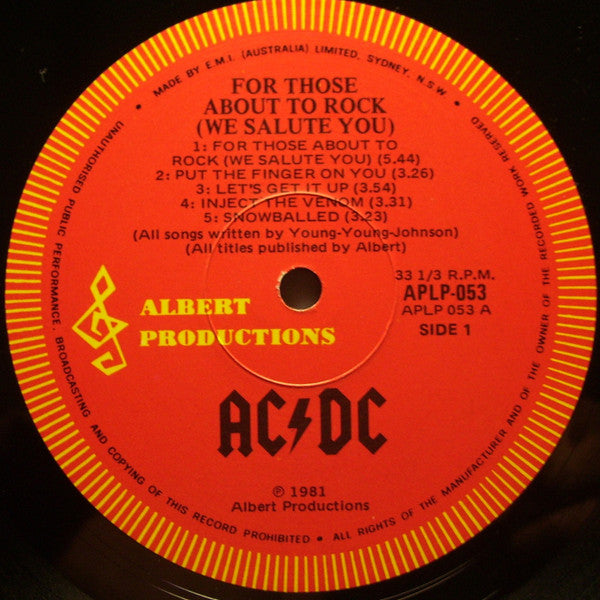 • MADE BY E.M.I. (AUSTRALIA) LIMITED, SYDNEY, N.S.W •
FOR THOSE
ABOUT TO ROCK
(WE SALUTE YOU)
1: FOR THOSE ABOUT TO
ROCK (WE SALUTE YOU) (5.44)
2: PUT THE FINGER ON YOU (3.26)
3: LET'S GET IT UP (3.54)
4: INJECT THE VENOM (3.31)
5: SNOWBALLED (3.23)
(All songs written by Young-Young-Johnson)
(All titles published by Albert)
33 1/3 R.P.M.
APLP-053
APLP 053 A
SIDE 1
ALBERT
PRODUCTIONS
AC DC
℗ 1981
Albert Productions
UNAUTHORISED PUBLIC PERFORMANCE, BROADCASTING AND COPYING OF THIS RECORD PROHIBITED • ALL RIGHTS OF THE MANUFACTURER AND OF THE OWNER OF THE RECORDED WORK RESERVED